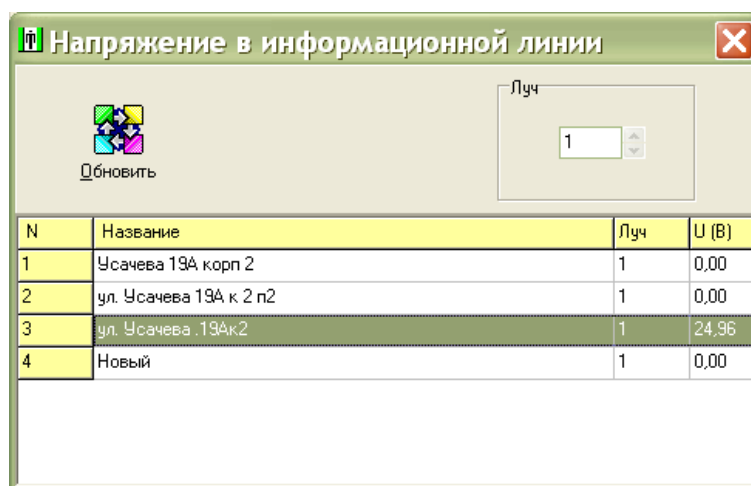 Напряжение в информационной линии
Луч
1
Обновить
N Название Луч U (В)
1 Усачева 19А корп 2 1 0,00
2 ул. Усачева 19А к 2 п2 1 0,00
3 ул. Усачева .19Ак2 1 24,96
4 Новый 1 0,00